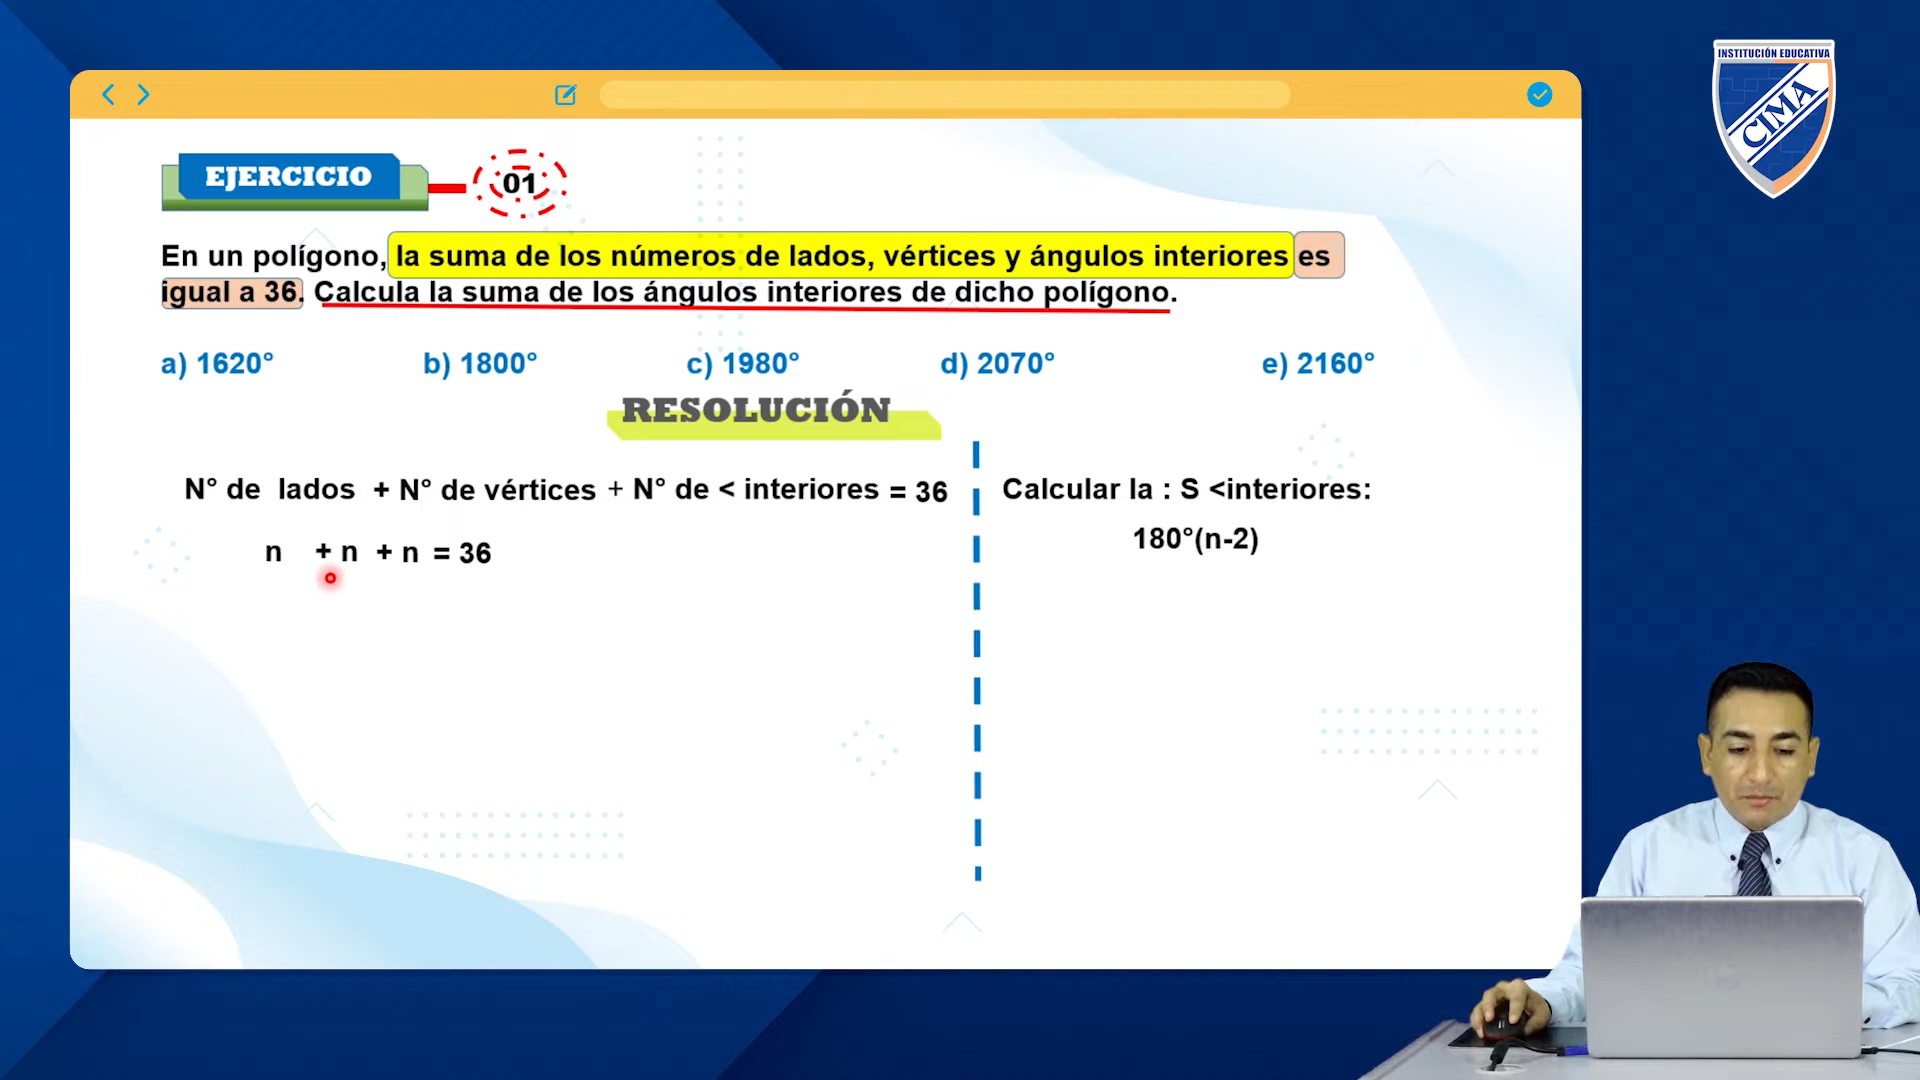 INSTITUCIÓN EDUCATIVA
CIMA
EJERCICIO 01
En un polígono, la suma de los números de lados, vértices y ángulos interiores es
igual a 36. Calcula la suma de los ángulos interiores de dicho polígono.
a) 1620° b) 1800° c) 1980° d) 2070° e) 2160°
RESOLUCIÓN
N° de lados + N° de vértices + N° de < interiores = 36
n + n + n = 36
Calcular la : S <interiores:
180°(n-2)